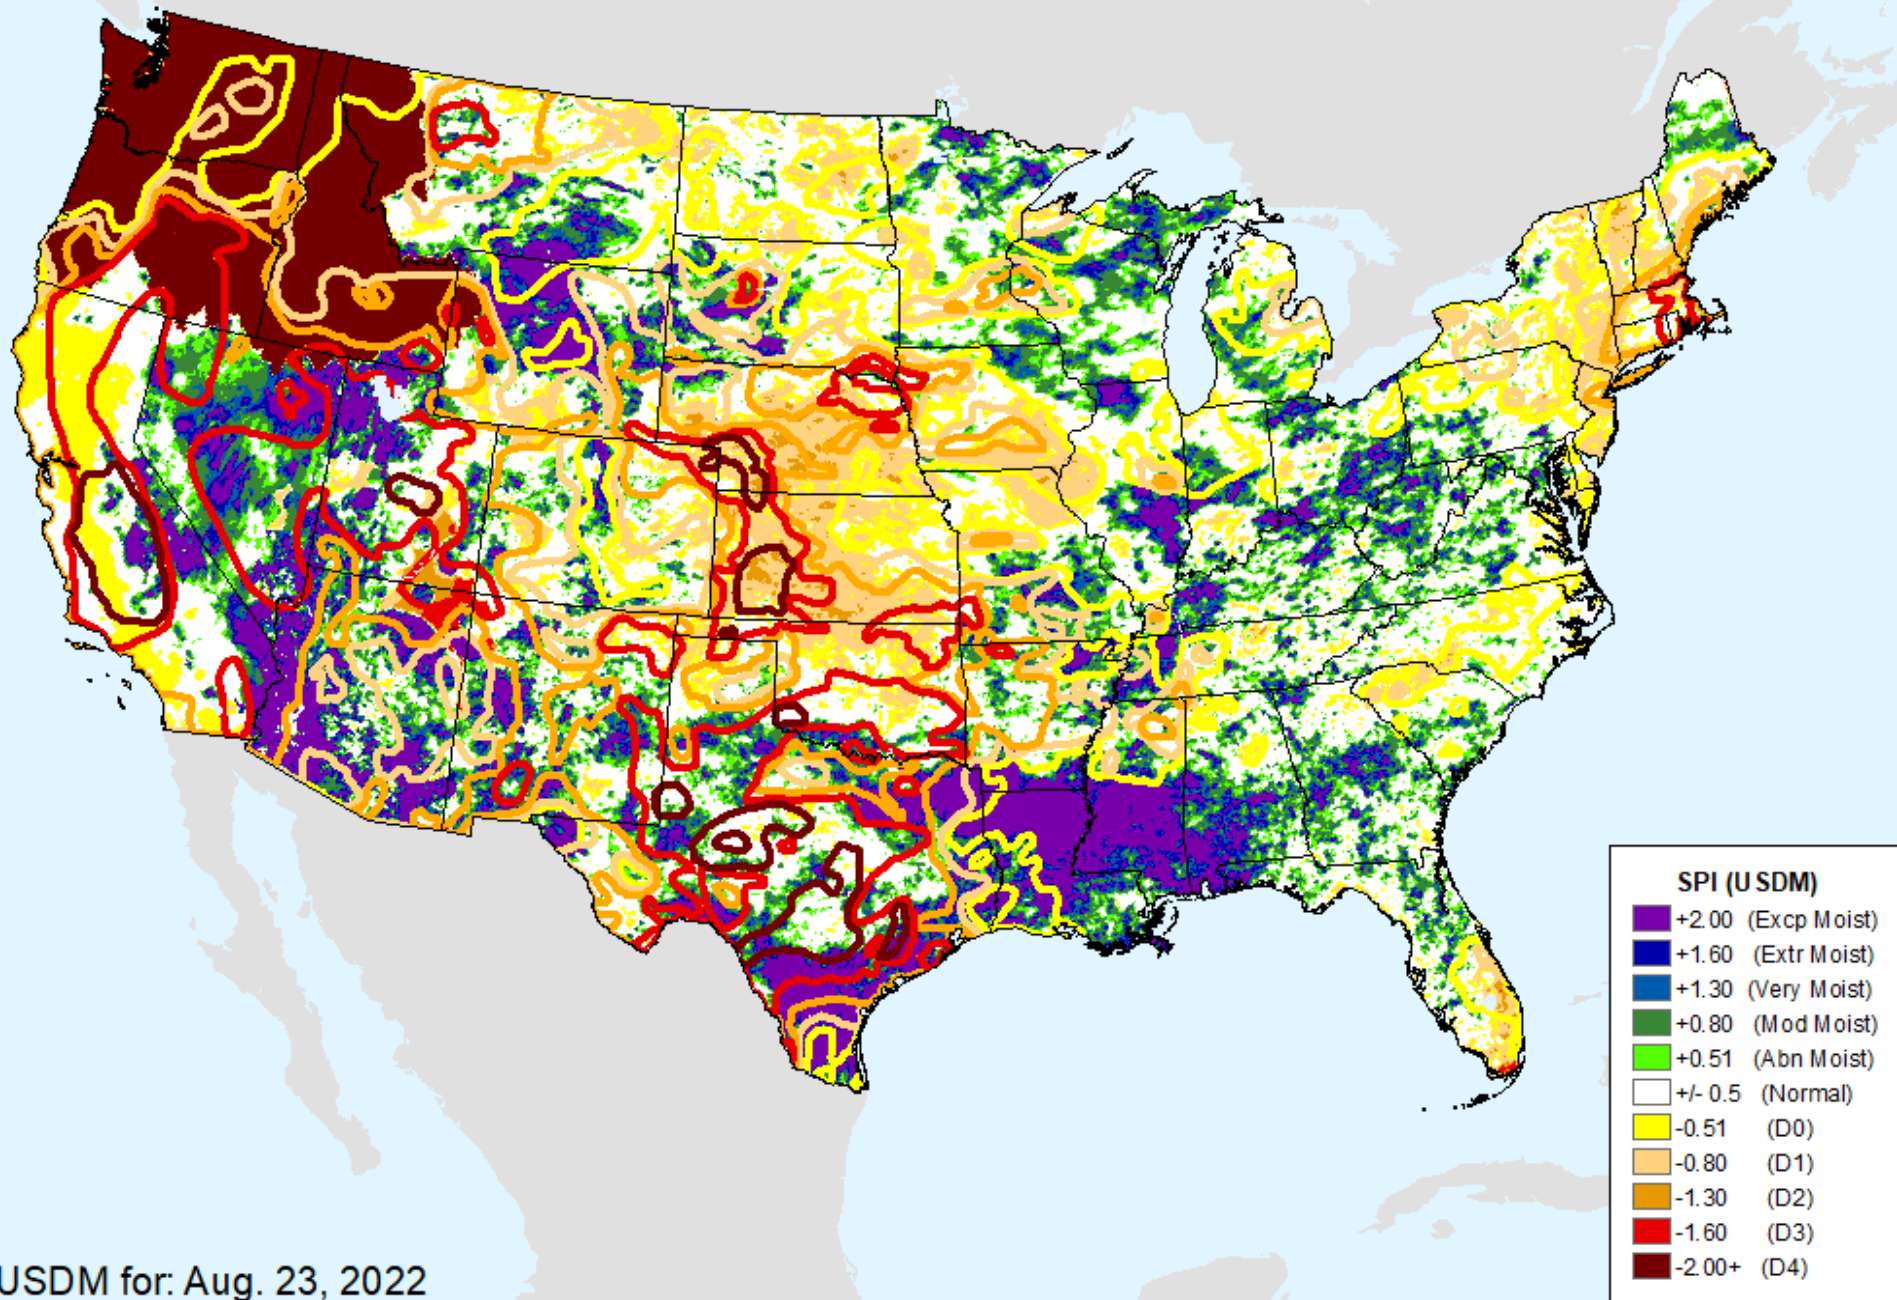 SPI (USDM)
+2.00 (Excp Moist)
+1.60 (Extr Moist)
+1.30 (Very Moist)
+0.80 (Mod Moist)
+0.51 (Abn Moist)
+/- 0.5 (Normal)
-0.51 (D0)
-0.80 (D1)
-1.30 (D2)
-1.60 (D3)
-2.00+ (D4)
USDM for: Aug. 23, 2022